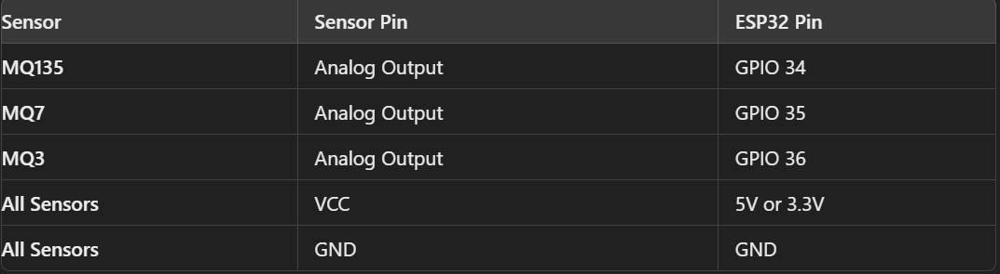 Sensor Sensor Pin ESP32 Pin
MQ135 Analog Output GPIO 34
MQ7 Analog Output GPIO 35
MQ3 Analog Output GPIO 36
All Sensors VCC 5V or 3.3V
All Sensors GND GND